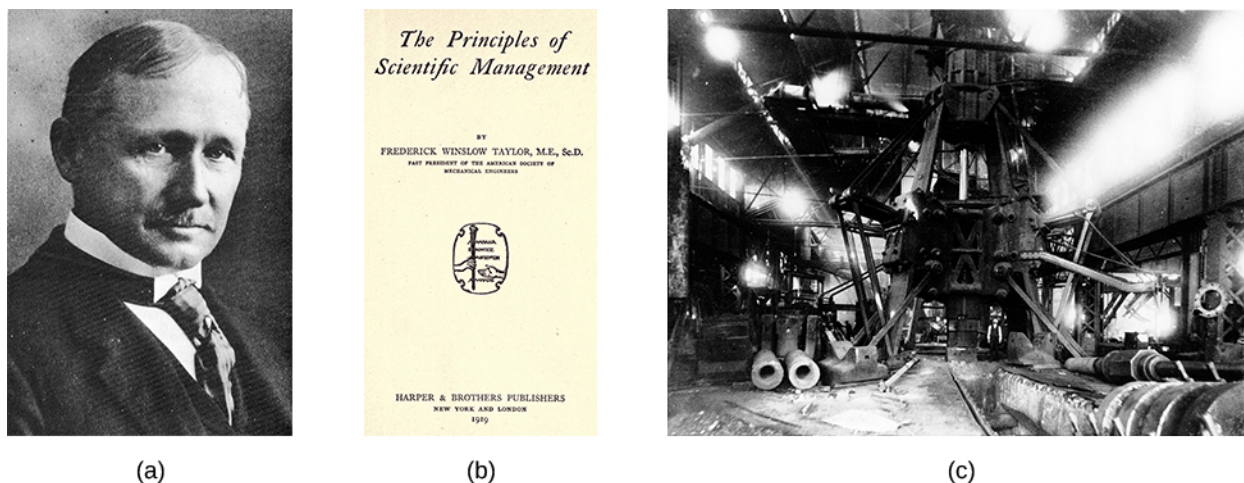 The Principles of
Scientific Management
BY
FREDERICK WINSLOW TAYLOR, M.E., Sc.D.
PAST PRESIDENT OF THE AMERICAN SOCIETY OF
MECHANICAL ENGINEERS
HARPER & BROTHERS PUBLISHERS
NEW YORK AND LONDON
1919
(a)
(b)
(c)